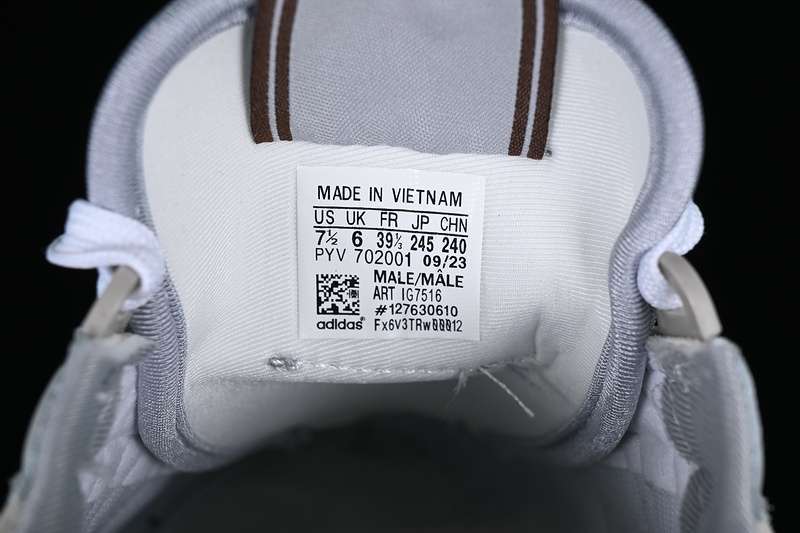 MADE IN VIETNAM
US UK FR JP CHN
7½ 6 39⅓ 245 240
PYV 702001 09/23
MALE/MÂLE
ART IG7516
#127630610
adidas® Fx6V3TRw00012